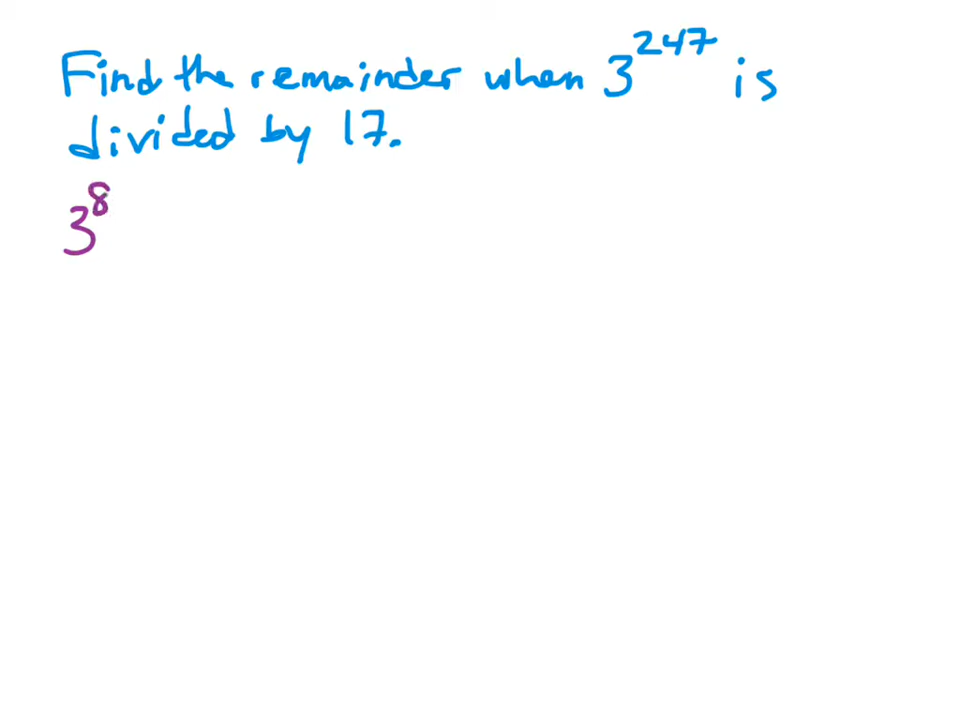 Find the remainder when 3^247 is
divided by 17.
3^8